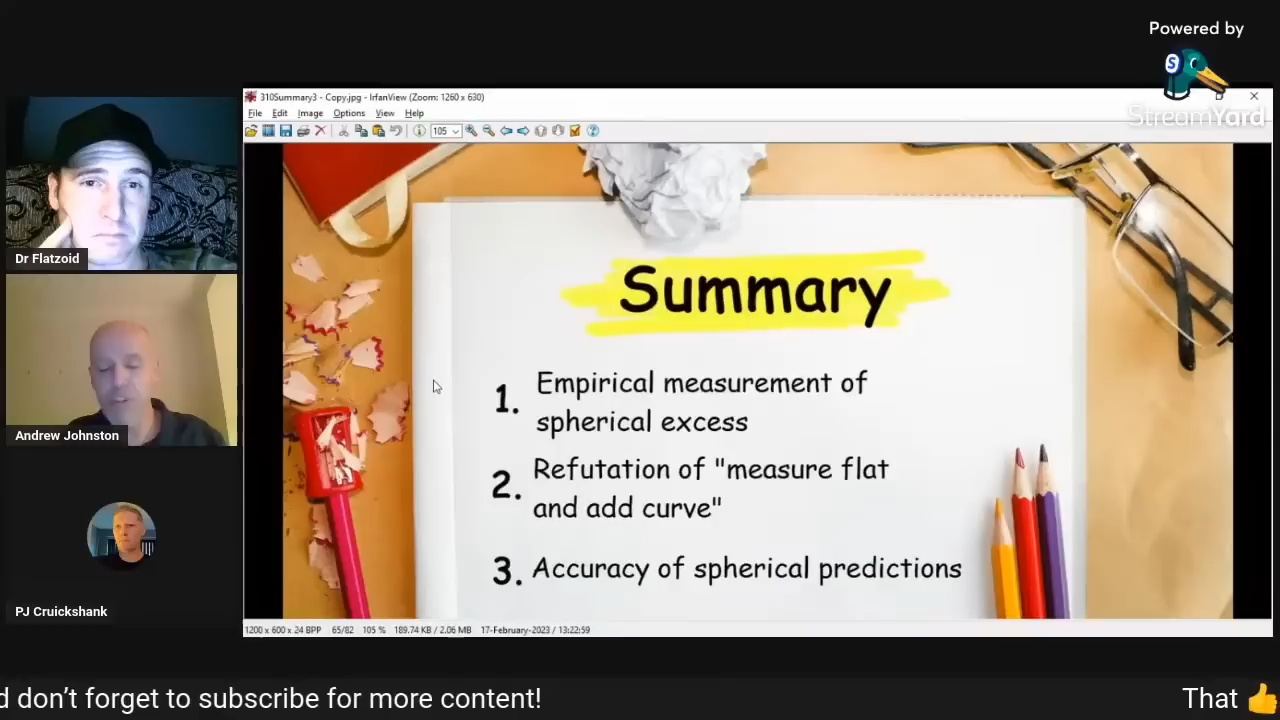 Powered by
S
StreamYard
310Summary3 - Copy.jpg - IrfanView (Zoom: 1260 x 630)
File Edit Image Options View Help
105
Dr Flatzoid
Andrew Johnston
PJ Cruickshank
Summary
1. Empirical measurement of
spherical excess
2. Refutation of "measure flat
and add curve"
3. Accuracy of spherical predictions
1200 x 600 x 24 BPP 65/82 105 % 189.74 KB / 2.06 MB 17-February-2023 / 13:22:59
d don’t forget to subscribe for more content!
That 👍